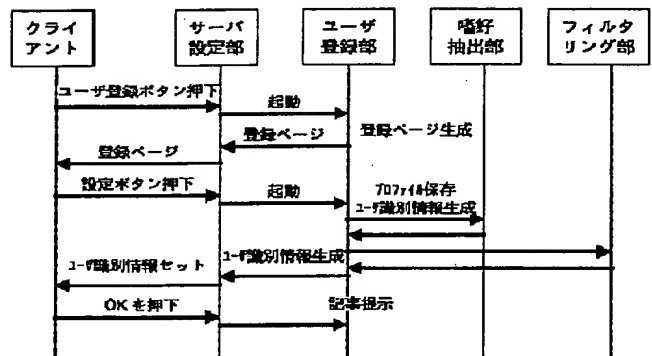 クライ
アント
サーバ
設定部
ユーザ
登録部
嗜好
抽出部
フィルタ
リング部
ユーザ登録ボタン押下
起動
登録ページ生成
登録ページ
登録ページ
設定ボタン押下
起動
プロファイル保存
ユーザ識別情報生成
ユーザ識別情報生成
ユーザ識別情報セット
OKを押下
記事提示